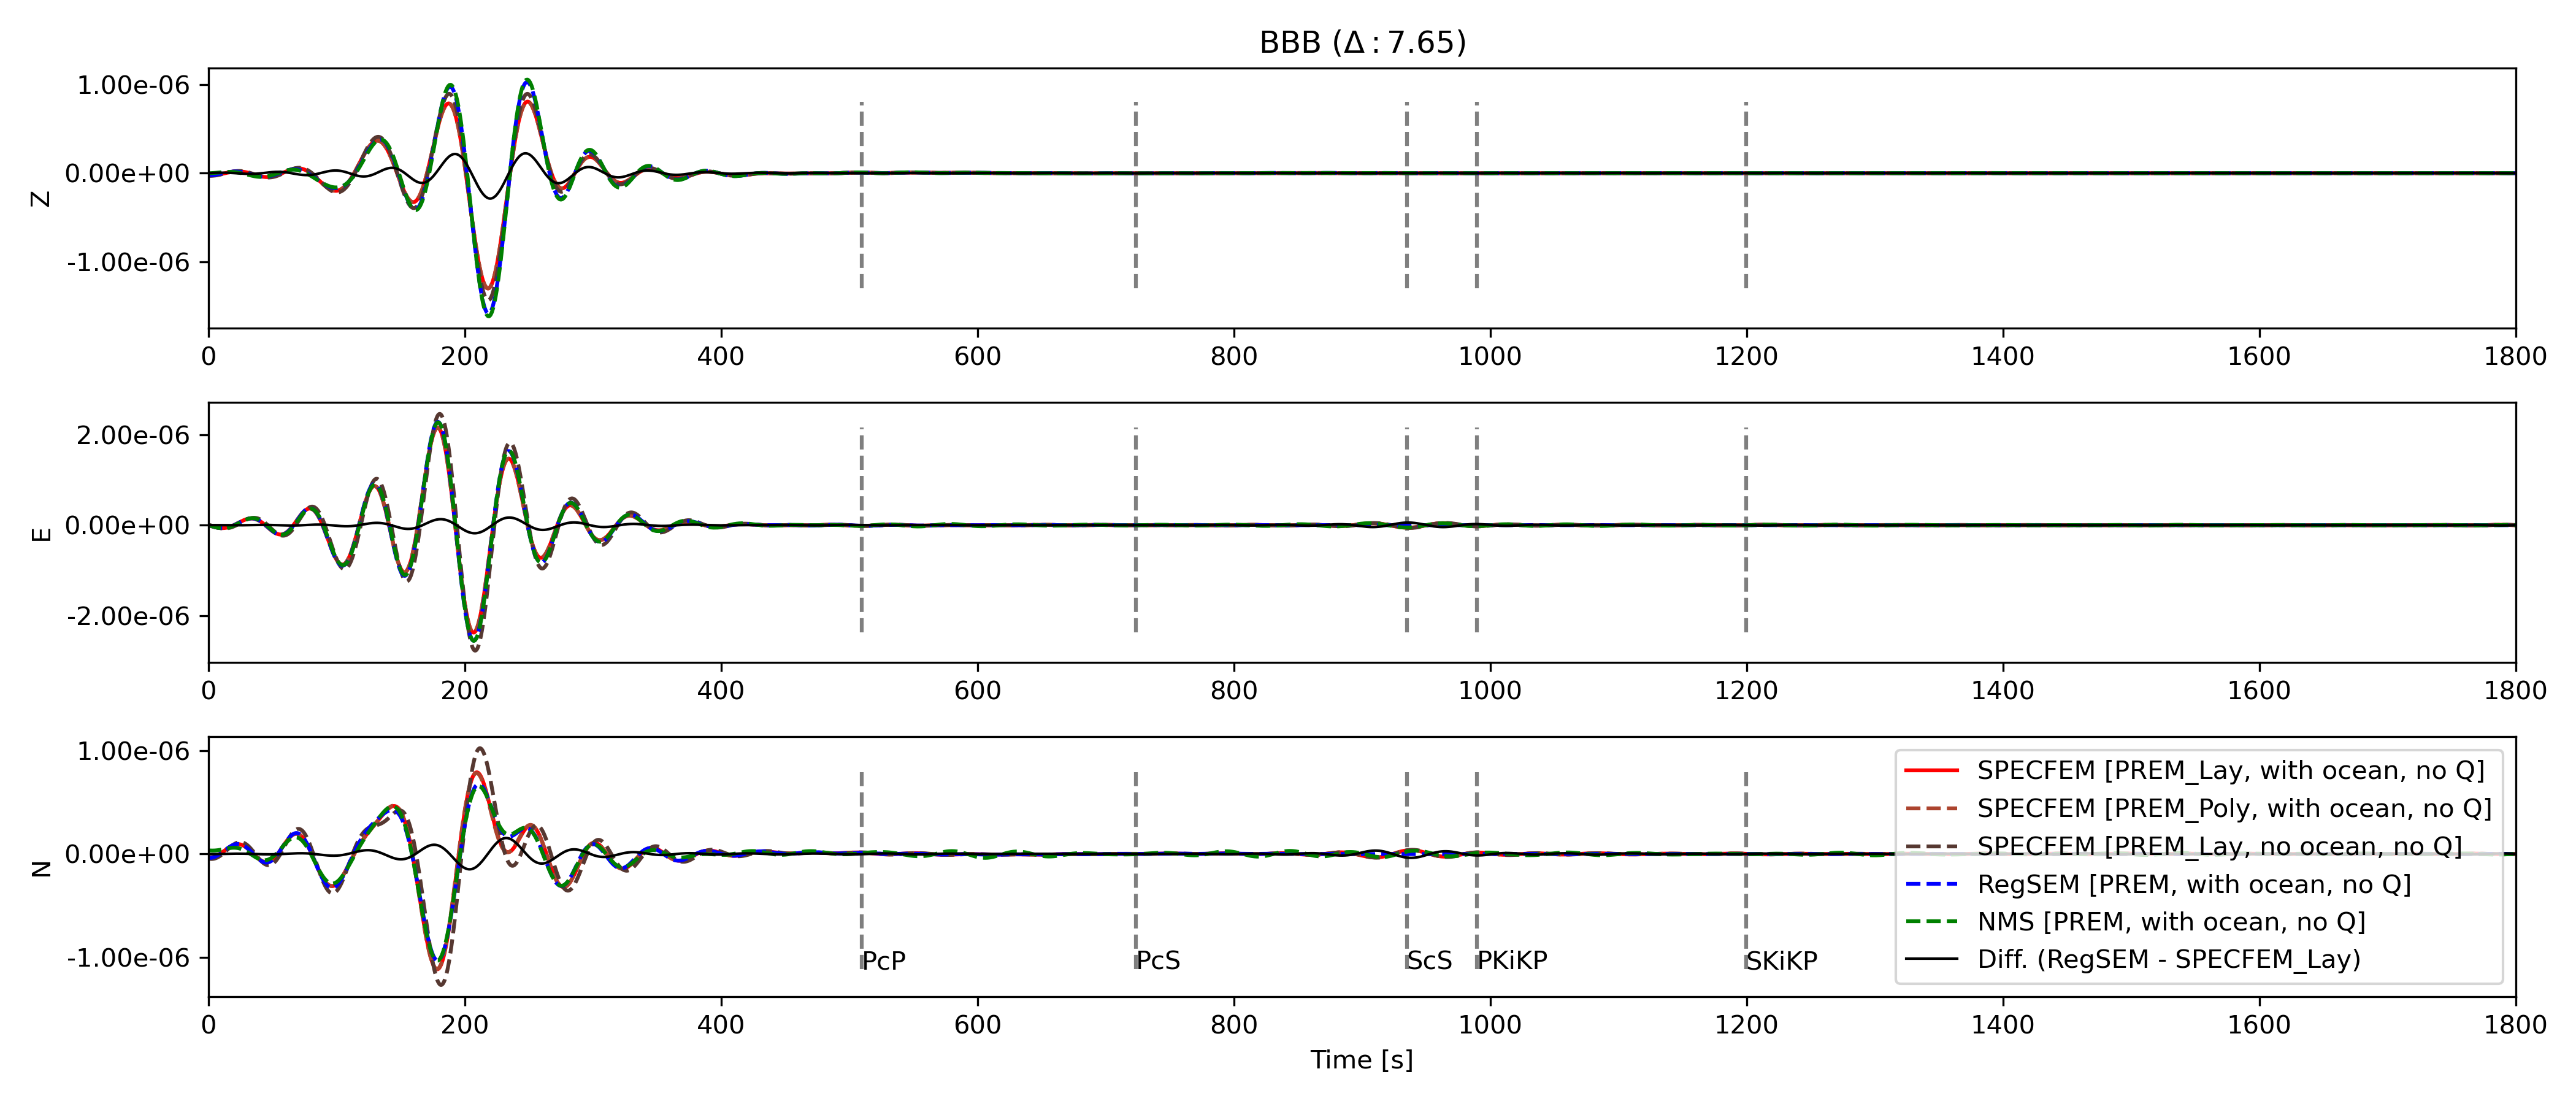 BBB (Δ : 7.65)
1.00e-06
0.00e+00
-1.00e-06
Z
0 200 400 600 800 1000 1200 1400 1600 1800
2.00e-06
0.00e+00
-2.00e-06
E
0 200 400 600 800 1000 1200 1400 1600 1800
1.00e-06
0.00e+00
-1.00e-06
N
PcP PcS ScS PKiKP SKiKP
SPECFEM [PREM_Lay, with ocean, no Q]
SPECFEM [PREM_Poly, with ocean, no Q]
SPECFEM [PREM_Lay, no ocean, no Q]
RegSEM [PREM, with ocean, no Q]
NMS [PREM, with ocean, no Q]
Diff. (RegSEM - SPECFEM_Lay)
0 200 400 600 800 1000 1200 1400 1600 1800
Time [s]